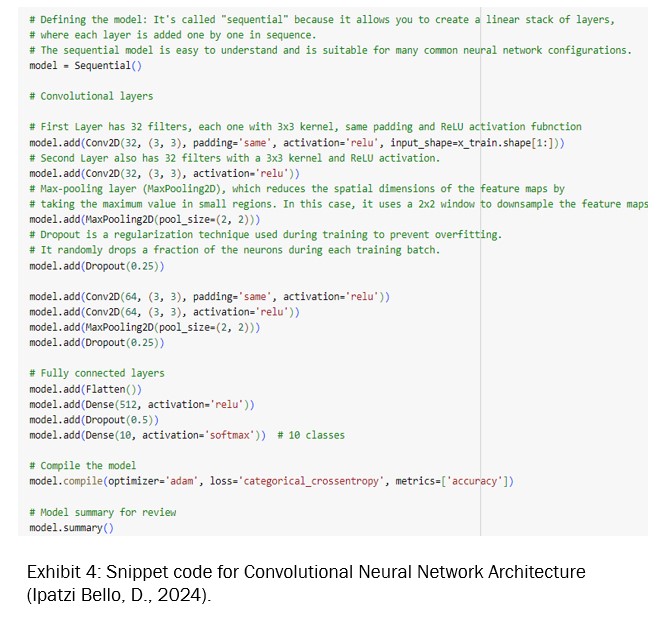 # Defining the model: It's called "sequential" because it allows you to create a linear stack of layers,
# where each layer is added one by one in sequence.
# The sequential model is easy to understand and is suitable for many common neural network configurations.
model = Sequential()
# Convolutional layers
# First Layer has 32 filters, each one with 3x3 kernel, same padding and ReLU activation fubnction
model.add(Conv2D(32, (3, 3), padding='same', activation='relu', input_shape=x_train.shape[1:]))
# Second Layer also has 32 filters with a 3x3 kernel and ReLU activation.
model.add(Conv2D(32, (3, 3), activation='relu'))
# Max-pooling layer (MaxPooling2D), which reduces the spatial dimensions of the feature maps by
# taking the maximum value in small regions. In this case, it uses a 2x2 window to downsample the feature maps
model.add(MaxPooling2D(pool_size=(2, 2)))
# Dropout is a regularization technique used during training to prevent overfitting.
# It randomly drops a fraction of the neurons during each training batch.
model.add(Dropout(0.25))
model.add(Conv2D(64, (3, 3), padding='same', activation='relu'))
model.add(Conv2D(64, (3, 3), activation='relu'))
model.add(MaxPooling2D(pool_size=(2, 2)))
model.add(Dropout(0.25))
# Fully connected layers
model.add(Flatten())
model.add(Dense(512, activation='relu'))
model.add(Dropout(0.5))
model.add(Dense(10, activation='softmax'))  # 10 classes
# Compile the model
model.compile(optimizer='adam', loss='categorical_crossentropy', metrics=['accuracy'])
# Model summary for review
model.summary()
Exhibit 4: Snippet code for Convolutional Neural Network Architecture
(Ipatzi Bello, D., 2024).